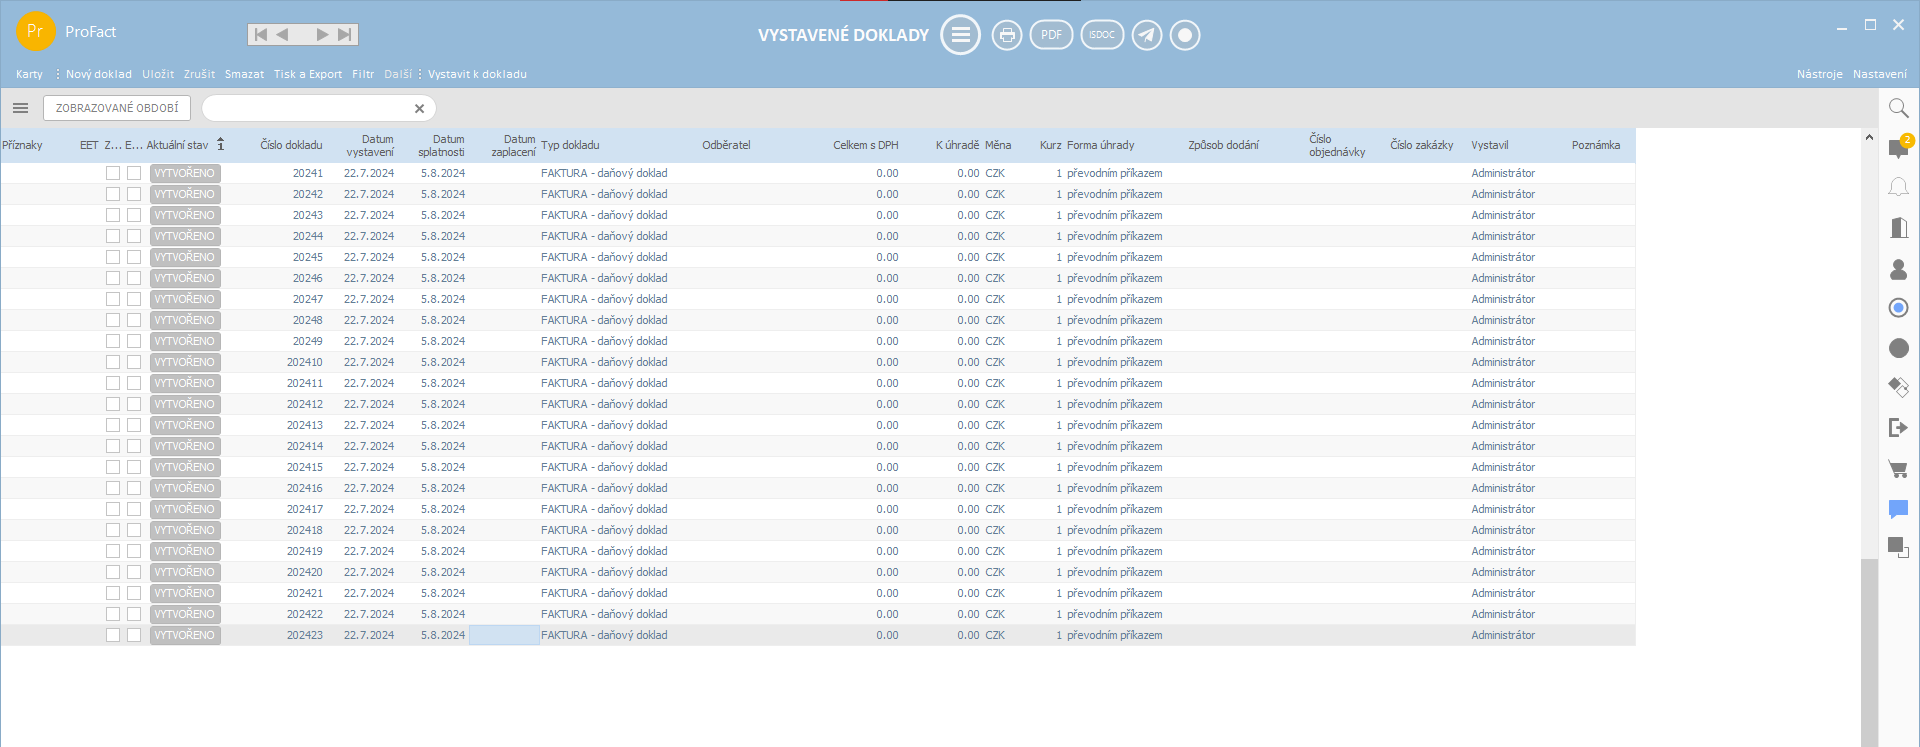 Pr ProFact
VYSTAVENÉ DOKLADY PDF ISDOC
Karty Nový doklad Uložit Zrušit Smazat Tisk a Export Filtr Další Vystavit k dokladu Nástroje Nastavení
ZOBRAZOVANÉ OBDOBÍ
2
Příznaky EET Z... E... Aktuální stav 1 Číslo dokladu Datum vystavení Datum splatnosti Datum zaplacení Typ dokladu Odběratel Celkem s DPH K úhradě Měna Kurz Forma úhrady Způsob dodání Číslo objednávky Číslo zakázky Vystavil Poznámka
VYTVOŘENO 20241 22.7.2024 5.8.2024 FAKTURA - daňový doklad 0.00 0.00 CZK 1 převodním příkazem Administrátor
VYTVOŘENO 20242 22.7.2024 5.8.2024 FAKTURA - daňový doklad 0.00 0.00 CZK 1 převodním příkazem Administrátor
VYTVOŘENO 20243 22.7.2024 5.8.2024 FAKTURA - daňový doklad 0.00 0.00 CZK 1 převodním příkazem Administrátor
VYTVOŘENO 20244 22.7.2024 5.8.2024 FAKTURA - daňový doklad 0.00 0.00 CZK 1 převodním příkazem Administrátor
VYTVOŘENO 20245 22.7.2024 5.8.2024 FAKTURA - daňový doklad 0.00 0.00 CZK 1 převodním příkazem Administrátor
VYTVOŘENO 20246 22.7.2024 5.8.2024 FAKTURA - daňový doklad 0.00 0.00 CZK 1 převodním příkazem Administrátor
VYTVOŘENO 20247 22.7.2024 5.8.2024 FAKTURA - daňový doklad 0.00 0.00 CZK 1 převodním příkazem Administrátor
VYTVOŘENO 20248 22.7.2024 5.8.2024 FAKTURA - daňový doklad 0.00 0.00 CZK 1 převodním příkazem Administrátor
VYTVOŘENO 20249 22.7.2024 5.8.2024 FAKTURA - daňový doklad 0.00 0.00 CZK 1 převodním příkazem Administrátor
VYTVOŘENO 202410 22.7.2024 5.8.2024 FAKTURA - daňový doklad 0.00 0.00 CZK 1 převodním příkazem Administrátor
VYTVOŘENO 202411 22.7.2024 5.8.2024 FAKTURA - daňový doklad 0.00 0.00 CZK 1 převodním příkazem Administrátor
VYTVOŘENO 202412 22.7.2024 5.8.2024 FAKTURA - daňový doklad 0.00 0.00 CZK 1 převodním příkazem Administrátor
VYTVOŘENO 202413 22.7.2024 5.8.2024 FAKTURA - daňový doklad 0.00 0.00 CZK 1 převodním příkazem Administrátor
VYTVOŘENO 202414 22.7.2024 5.8.2024 FAKTURA - daňový doklad 0.00 0.00 CZK 1 převodním příkazem Administrátor
VYTVOŘENO 202415 22.7.2024 5.8.2024 FAKTURA - daňový doklad 0.00 0.00 CZK 1 převodním příkazem Administrátor
VYTVOŘENO 202416 22.7.2024 5.8.2024 FAKTURA - daňový doklad 0.00 0.00 CZK 1 převodním příkazem Administrátor
VYTVOŘENO 202417 22.7.2024 5.8.2024 FAKTURA - daňový doklad 0.00 0.00 CZK 1 převodním příkazem Administrátor
VYTVOŘENO 202418 22.7.2024 5.8.2024 FAKTURA - daňový doklad 0.00 0.00 CZK 1 převodním příkazem Administrátor
VYTVOŘENO 202419 22.7.2024 5.8.2024 FAKTURA - daňový doklad 0.00 0.00 CZK 1 převodním příkazem Administrátor
VYTVOŘENO 202420 22.7.2024 5.8.2024 FAKTURA - daňový doklad 0.00 0.00 CZK 1 převodním příkazem Administrátor
VYTVOŘENO 202421 22.7.2024 5.8.2024 FAKTURA - daňový doklad 0.00 0.00 CZK 1 převodním příkazem Administrátor
VYTVOŘENO 202422 22.7.2024 5.8.2024 FAKTURA - daňový doklad 0.00 0.00 CZK 1 převodním příkazem Administrátor
VYTVOŘENO 202423 22.7.2024 5.8.2024 FAKTURA - daňový doklad 0.00 0.00 CZK 1 převodním příkazem Administrátor